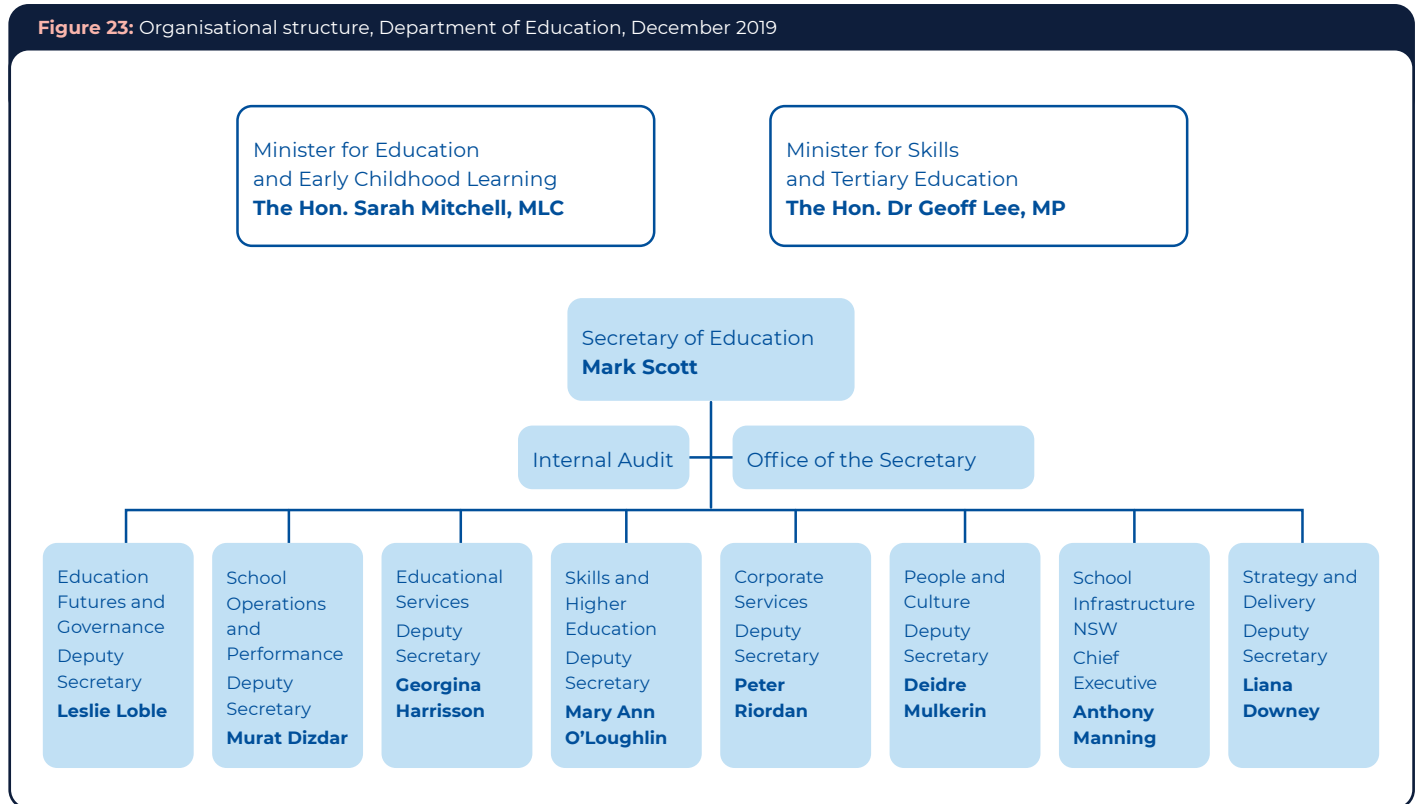 Figure 23: Organisational structure, Department of Education, December 2019
Minister for Education
and Early Childhood Learning
The Hon. Sarah Mitchell, MLC
Minister for Skills
and Tertiary Education
The Hon. Dr Geoff Lee, MP
Secretary of Education
Mark Scott
Internal Audit
Office of the Secretary
Education
Futures and
Governance
Deputy
Secretary
Leslie Loble
School
Operations
and
Performance
Deputy
Secretary
Murat Dizdar
Educational
Services
Deputy
Secretary
Georgina
Harrisson
Skills and
Higher
Education
Deputy
Secretary
Mary Ann
O’Loughlin
Corporate
Services
Deputy
Secretary
Peter
Riordan
People and
Culture
Deputy
Secretary
Deidre
Mulkerin
School
Infrastructure
NSW
Chief
Executive
Anthony
Manning
Strategy and
Delivery
Deputy
Secretary
Liana
Downey